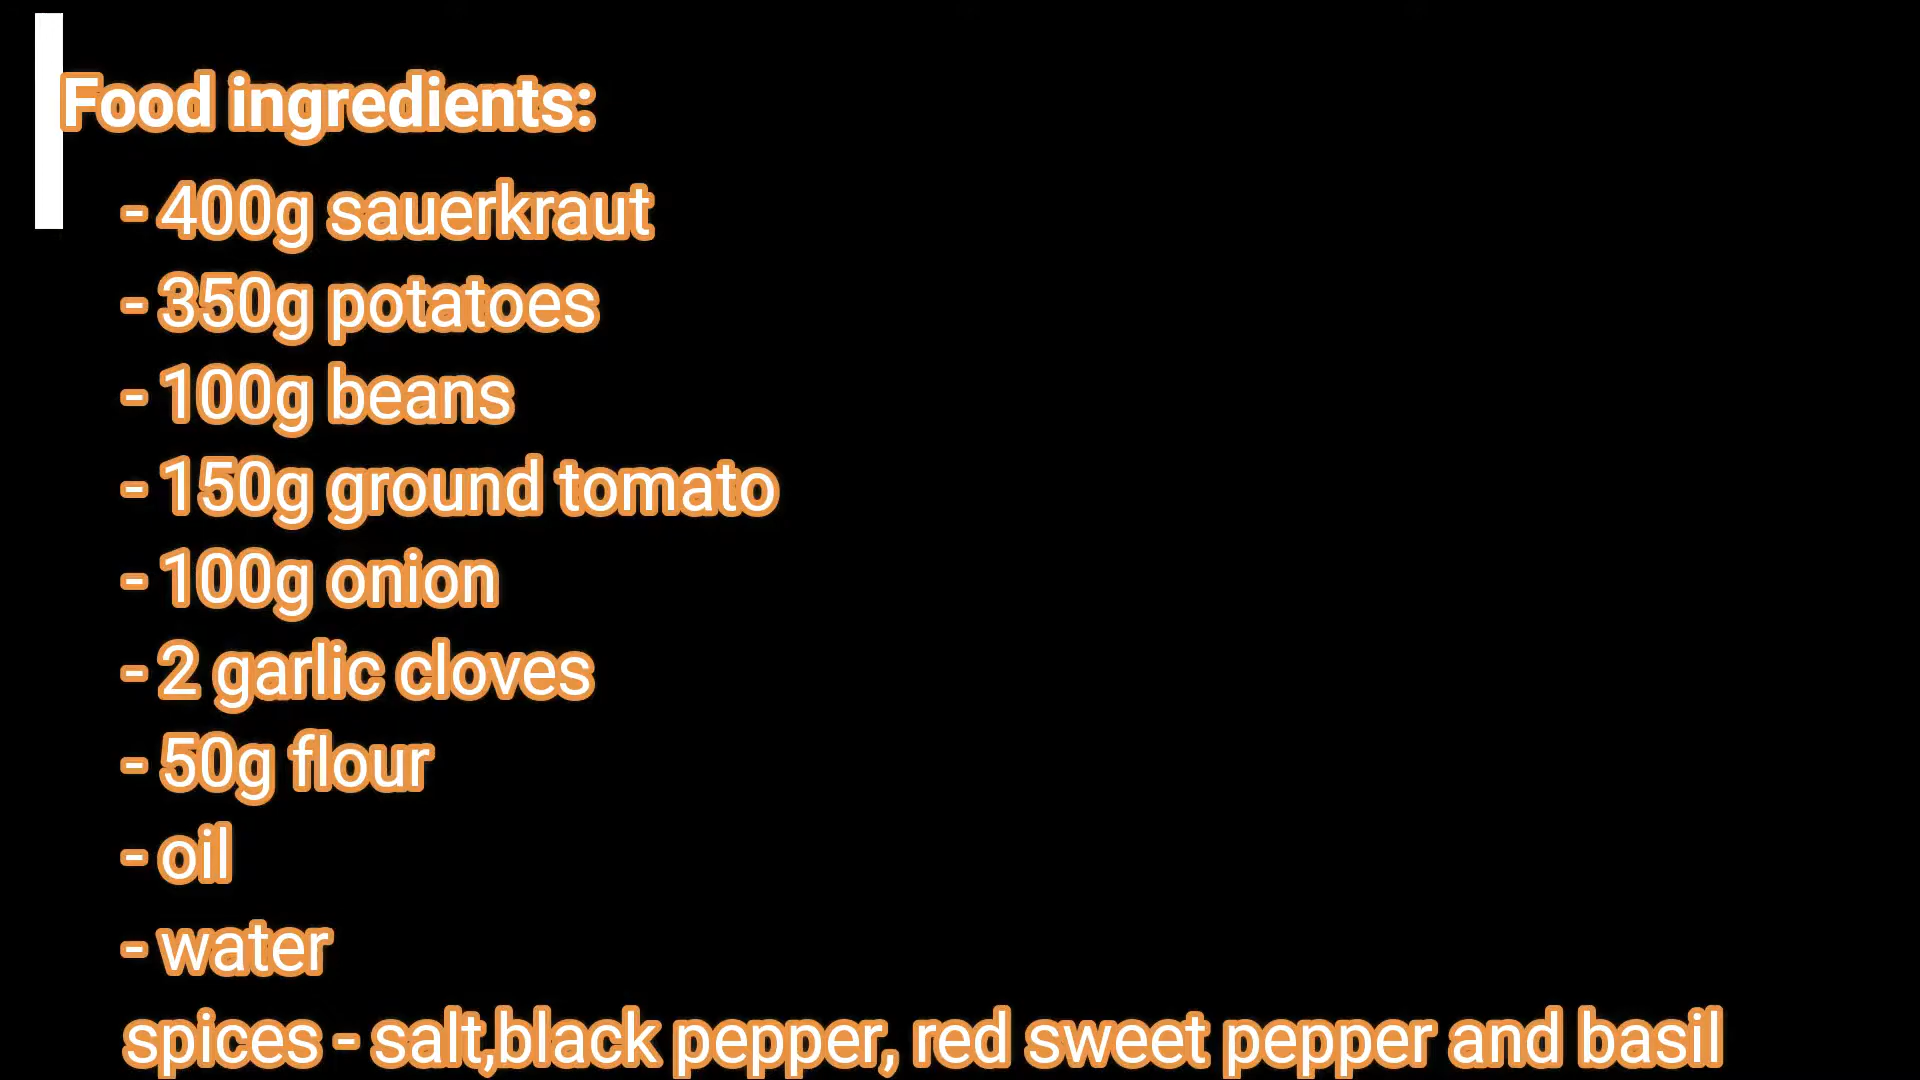 Food ingredients:
- 400g sauerkraut
- 350g potatoes
- 100g beans
- 150g ground tomato
- 100g onion
- 2 garlic cloves
- 50g flour
- oil
- water
spices - salt,black pepper, red sweet pepper and basil